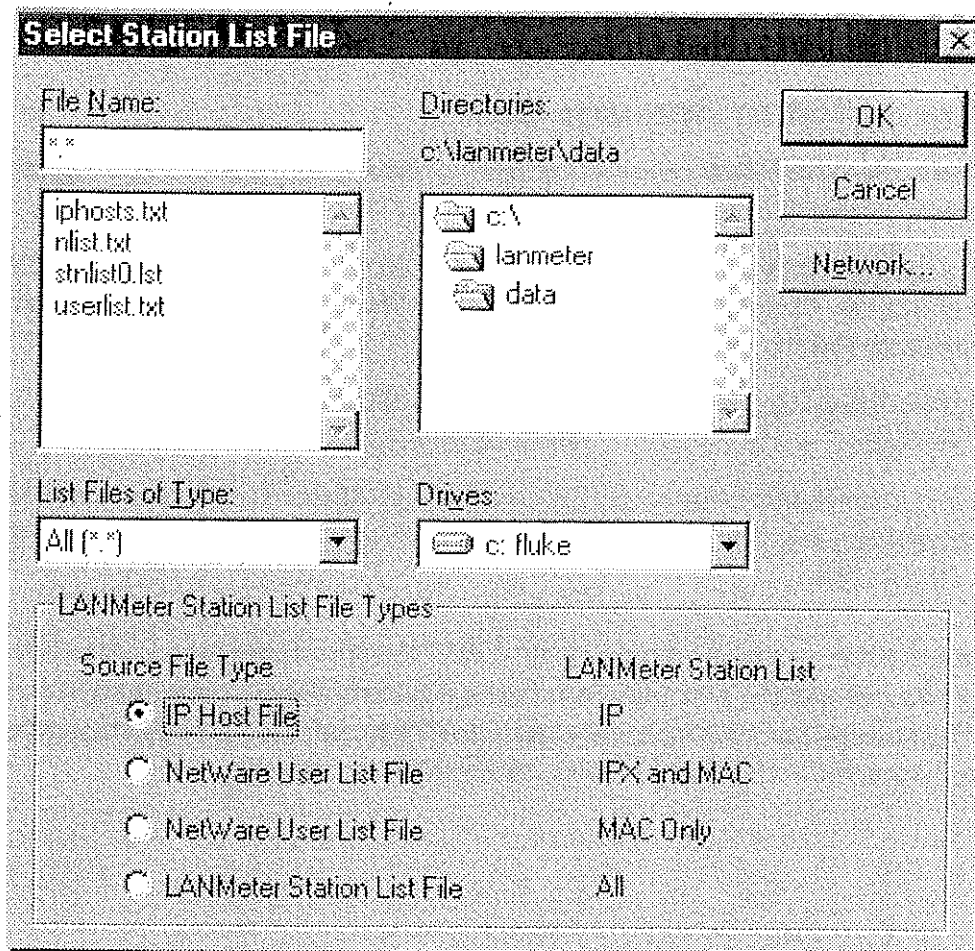 Select Station List File
File Name:
*.*
iphosts.txt
nlist.txt
stnlist0.lst
userlist.txt
List Files of Type:
All (*.*)
Directories:
c:\lanmeter\data
c:\
lanmeter
data
Drives:
c: fluke
OK
Cancel
Network...
LANMeter Station List File Types
Source File Type LANMeter Station List
IP Host File IP
NetWare User List File IPX and MAC
NetWare User List File MAC Only
LANMeter Station List File All